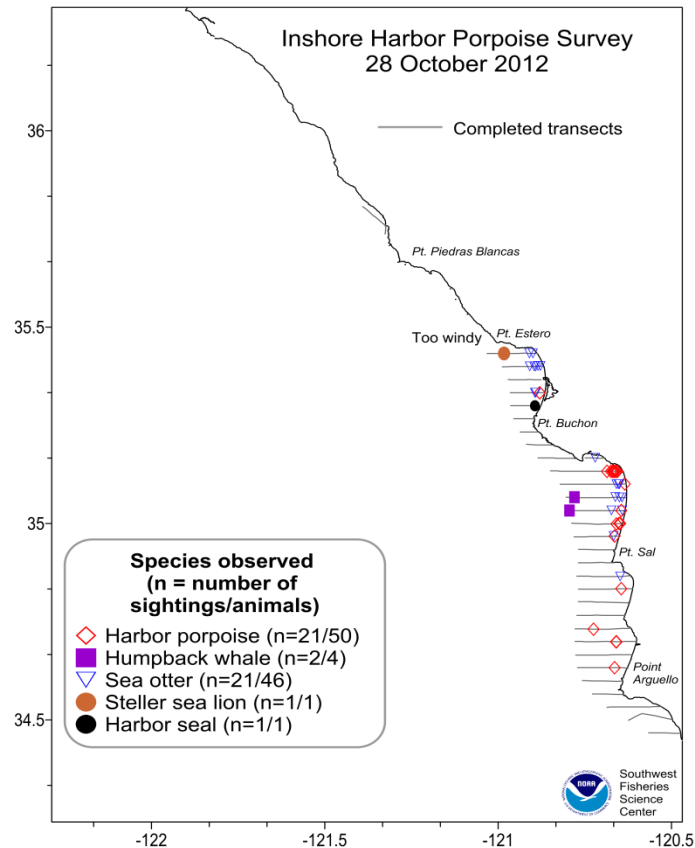 Inshore Harbor Porpoise Survey
28 October 2012
Completed transects
36
Pt. Piedras Blancas
35.5
Pt. Estero
Too windy
Pt. Buchon
35
Pt. Sal
Species observed
(n = number of
sightings/animals)
Harbor porpoise (n=21/50)
Humpback whale (n=2/4)
Sea otter (n=21/46)
Steller sea lion (n=1/1)
Harbor seal (n=1/1)
Point
Arguello
34.5
NOAA
Southwest
Fisheries
Science
Center
-122
-121.5
-121
-120.5